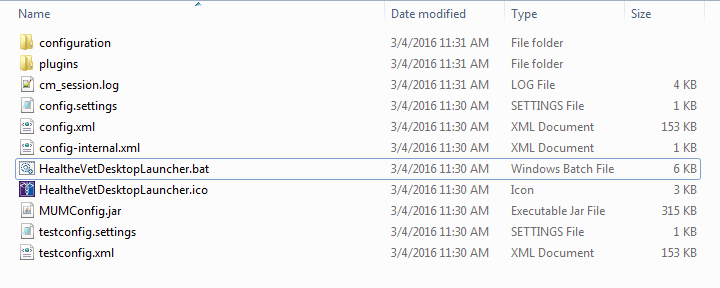 Name Date modified Type Size
configuration 3/4/2016 11:31 AM File folder
plugins 3/4/2016 11:31 AM File folder
cm_session.log 3/4/2016 11:31 AM LOG File 4 KB
config.settings 3/4/2016 11:30 AM SETTINGS File 1 KB
config.xml 3/4/2016 11:30 AM XML Document 153 KB
config-internal.xml 3/4/2016 11:30 AM XML Document 1 KB
HealtheVetDesktopLauncher.bat 3/4/2016 11:30 AM Windows Batch File 6 KB
HealtheVetDesktopLauncher.ico 3/4/2016 11:30 AM Icon 3 KB
MUMConfig.jar 3/4/2016 11:30 AM Executable Jar File 315 KB
testconfig.settings 3/4/2016 11:30 AM SETTINGS File 1 KB
testconfig.xml 3/4/2016 11:30 AM XML Document 153 KB